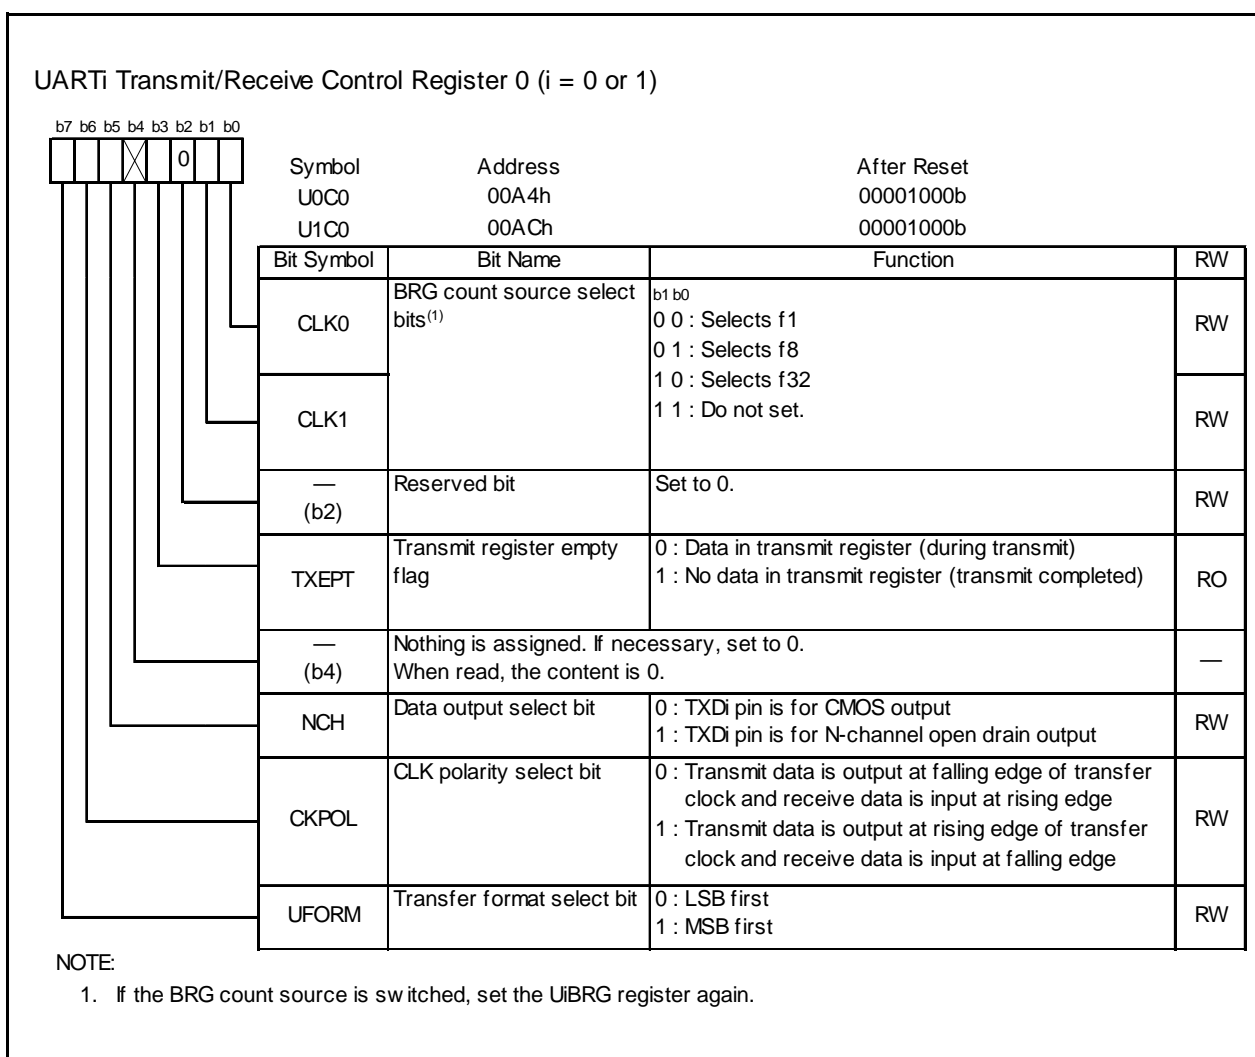 UARTi Transmit/Receive Control Register 0 (i = 0 or 1)
b7 b6 b5 b4 b3 b2 b1 b0
0
Symbol Address After Reset
U0C0 00A4h 00001000b
U1C0 00ACh 00001000b
Bit Symbol Bit Name Function RW
CLK0 BRG count source select b1 b0 RW
bits(1) 0 0 : Selects f1
0 1 : Selects f8
1 0 : Selects f32
CLK1 1 1 : Do not set. RW
— Reserved bit Set to 0. RW
(b2)
TXEPT Transmit register empty 0 : Data in transmit register (during transmit) RO
flag 1 : No data in transmit register (transmit completed)
— Nothing is assigned. If necessary, set to 0. —
(b4) When read, the content is 0.
NCH Data output select bit 0 : TXDi pin is for CMOS output RW
1 : TXDi pin is for N-channel open drain output
CKPOL CLK polarity select bit 0 : Transmit data is output at falling edge of transfer RW
clock and receive data is input at rising edge
1 : Transmit data is output at rising edge of transfer
clock and receive data is input at falling edge
UFORM Transfer format select bit 0 : LSB first RW
1 : MSB first
NOTE:
1. If the BRG count source is switched, set the UiBRG register again.